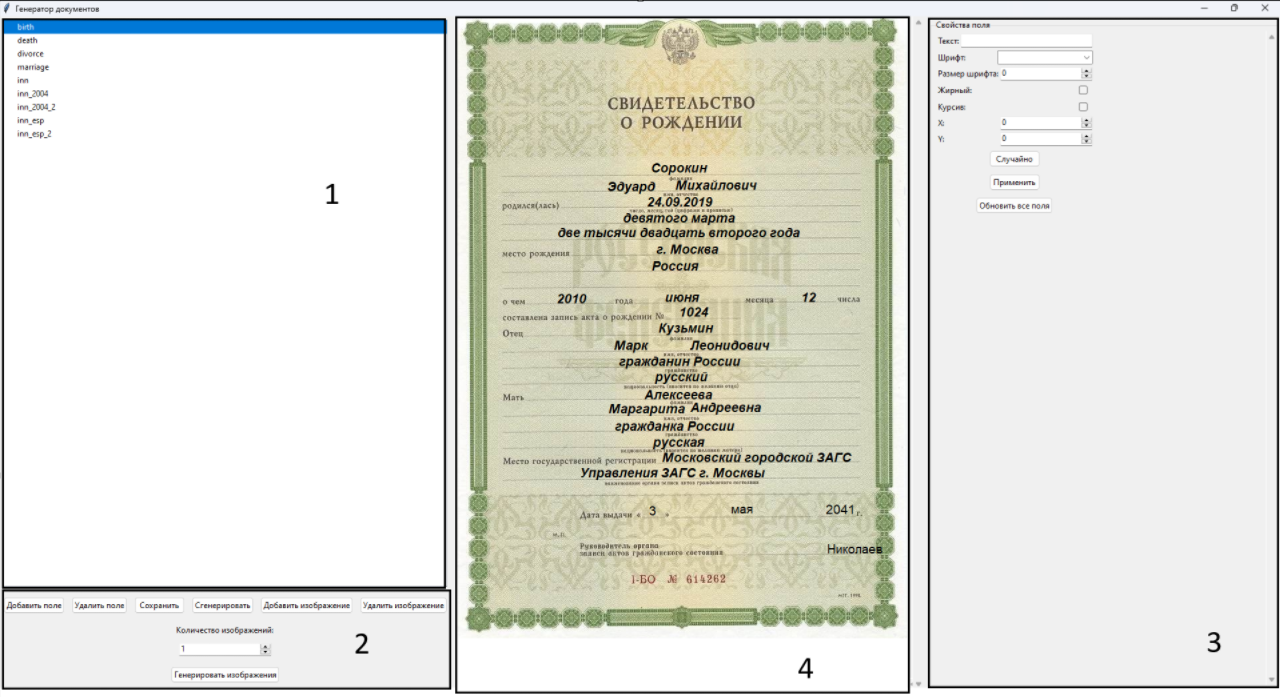 Генератор документов
birth
death
divorce
marriage
inn
inn_2004
inn_2004_2
inn_esp
inn_esp_2
1
Добавить поле Удалить поле Сохранить Сгенерировать Добавить изображение Удалить изображение
Количество изображений:
1
2
Генерировать изображения
СВИДЕТЕЛЬСТВО
О РОЖДЕНИИ
Сорокин
фамилия
Эдуард Михайлович
имя, отчество
родился(лась) 24.09.2019
число, месяц, год (цифрами и прописью)
девятого марта
две тысячи двадцать второго года
место рождения г. Москва
Россия
о чем 2010 года июня месяца 12 числа
составлена запись акта о рождении № 1024
Отец Кузьмин
фамилия
Марк Леонидович
имя, отчество
гражданин России
гражданство
русский
национальность (вносится по желанию отца)
Мать Алексеева
фамилия
Маргарита Андреевна
имя, отчество
гражданка России
гражданство
русская
национальность (вносится по желанию матери)
Место государственной регистрации Московский городской ЗАГС
Управления ЗАГС г. Москвы
наименование органа записи актов гражданского состояния
Дата выдачи « 3 » мая 2041 г.
М.П.
Руководитель органа
записи актов гражданского состояния Николаев
I-БО № 614262
4
Свойства поля
Текст:
Шрифт:
Размер шрифта: 0
Жирный:
Курсив:
X: 0
Y: 0
Случайно
Применить
Обновить все поля
3